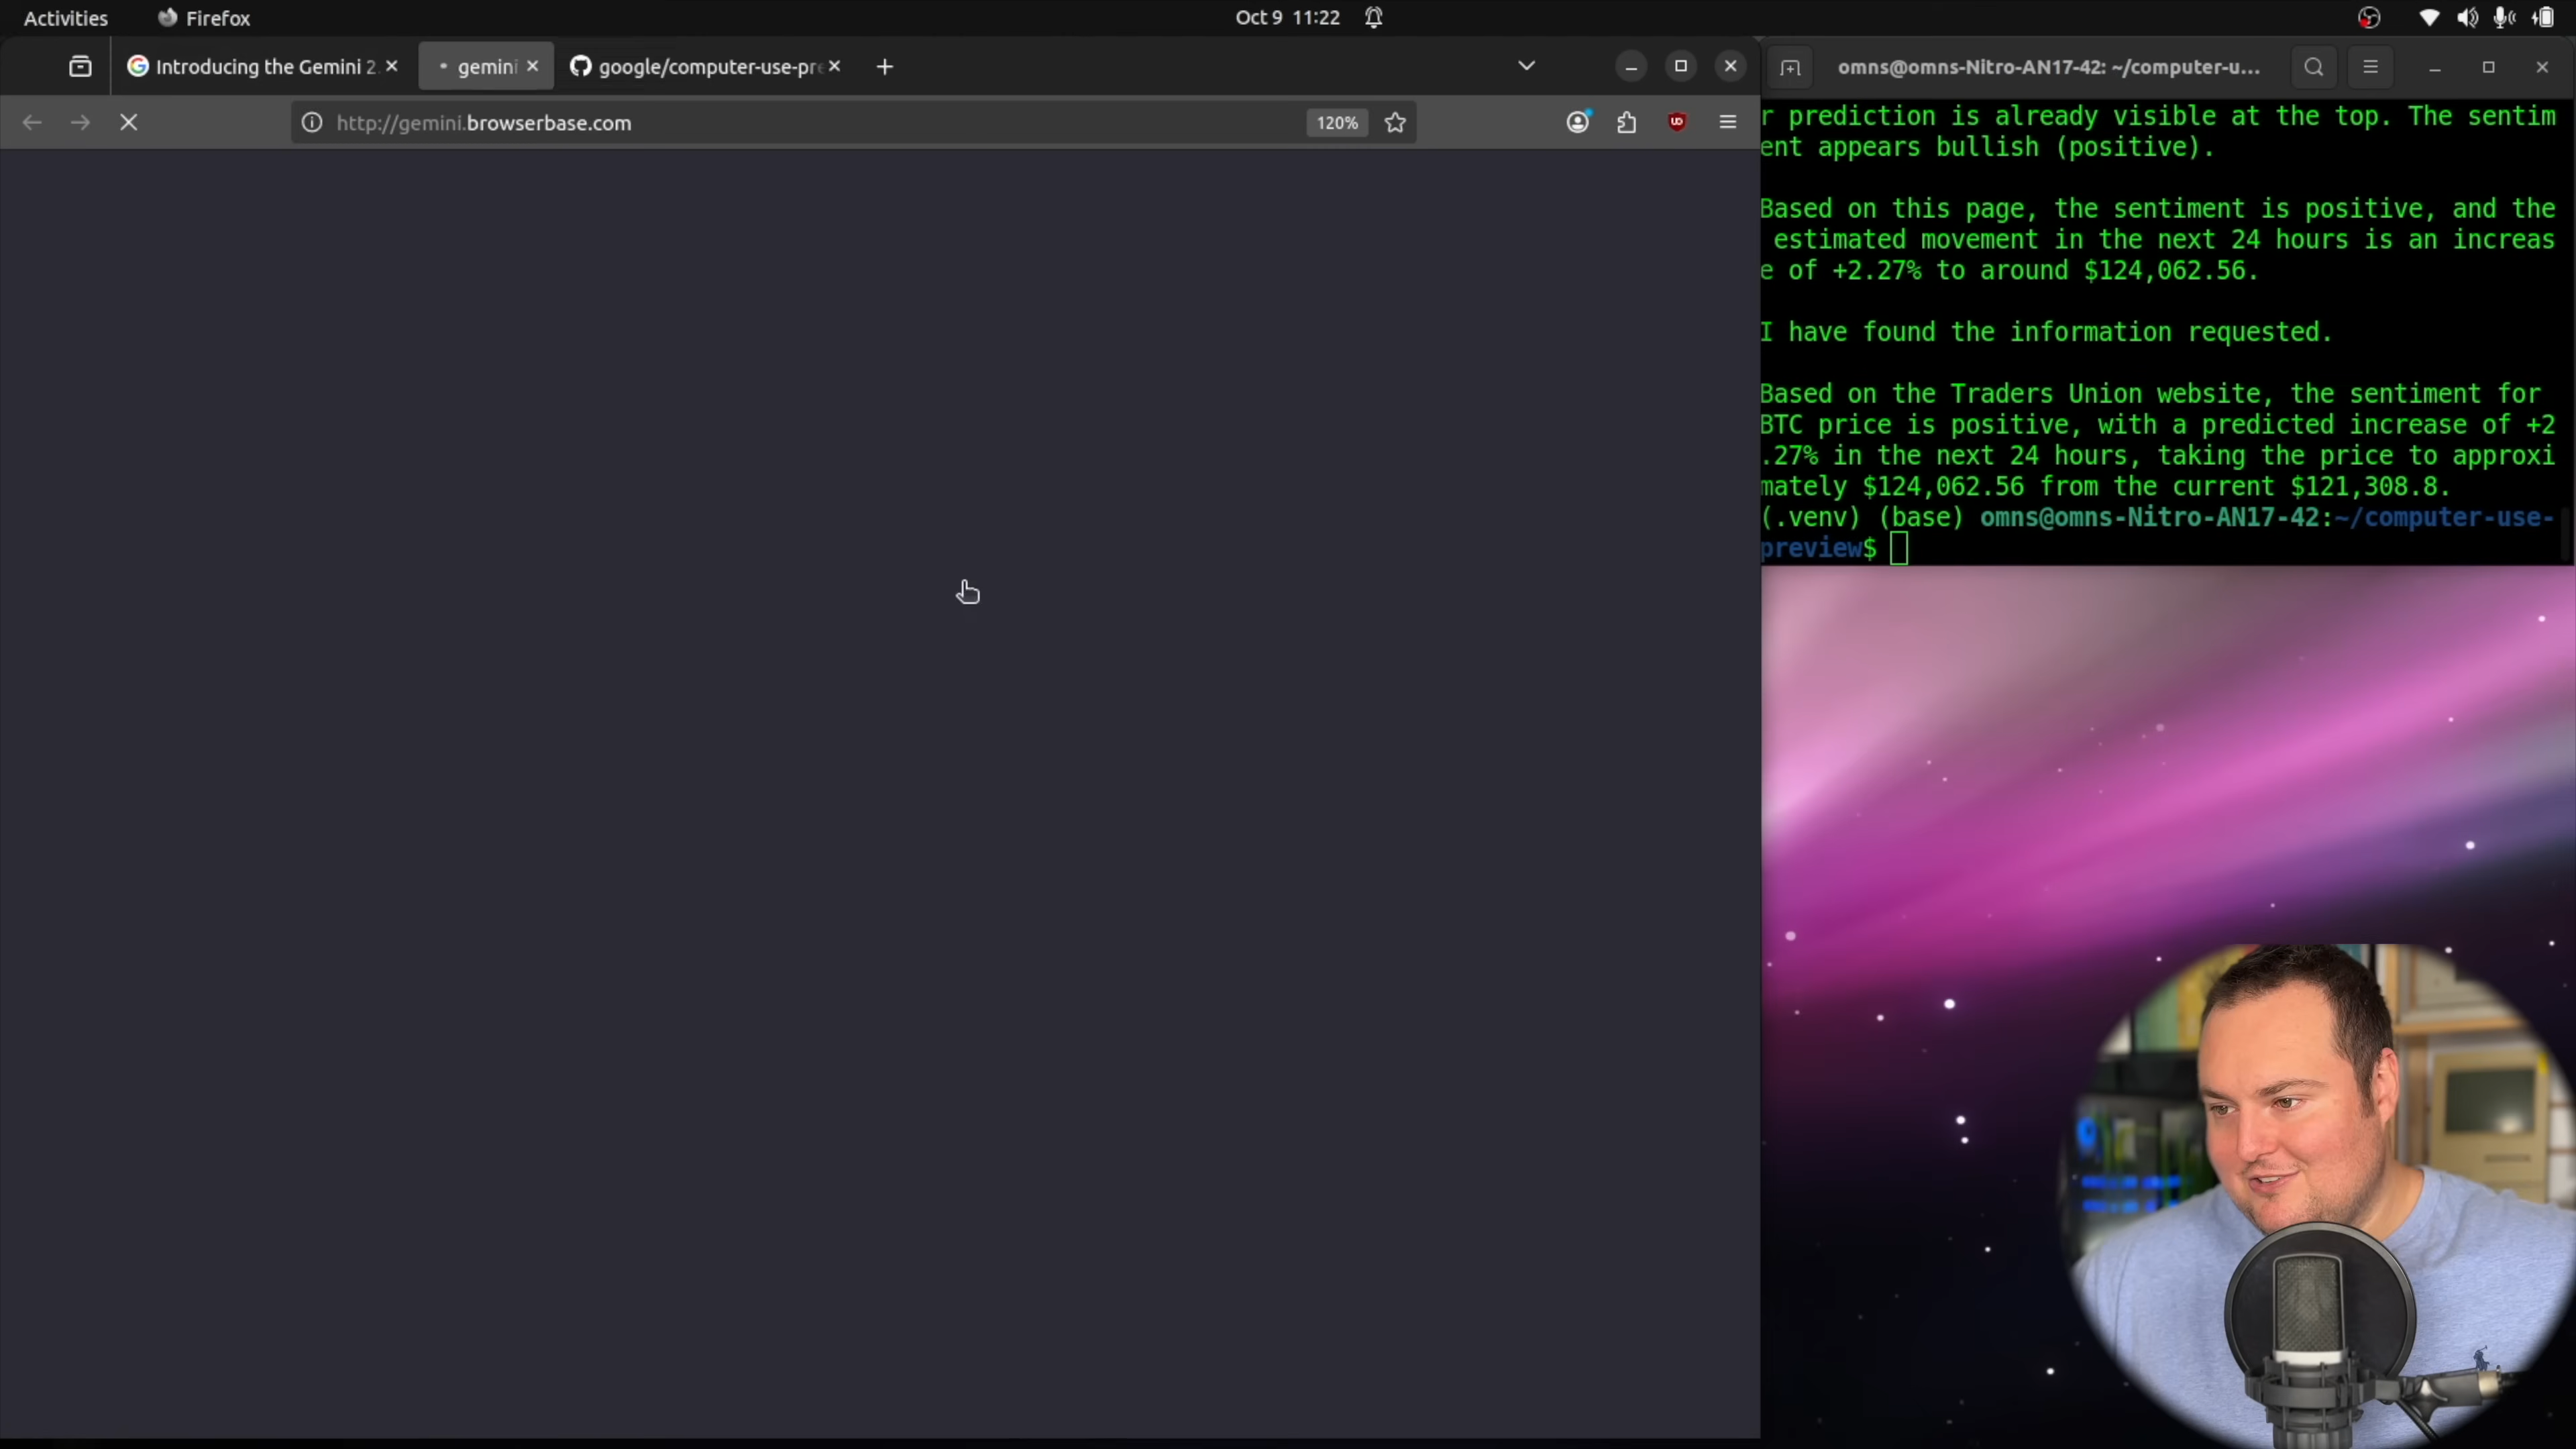 Activities
Firefox
Oct 9 11:22
Introducing the Gemini 2.
gemini
google/computer-use-pre
http://gemini.browserbase.com
120%
omns@omns-Nitro-AN17-42: ~/computer-u...
r prediction is already visible at the top. The sentim
ent appears bullish (positive).
Based on this page, the sentiment is positive, and the
estimated movement in the next 24 hours is an increas
e of +2.27% to around $124,062.56.
I have found the information requested.
Based on the Traders Union website, the sentiment for
BTC price is positive, with a predicted increase of +2
.27% in the next 24 hours, taking the price to approxi
mately $124,062.56 from the current $121,308.8.
(.venv) (base) omns@omns-Nitro-AN17-42:~/computer-use-
preview$